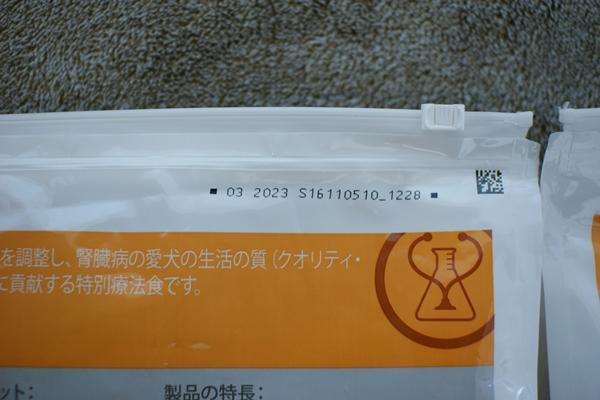 03 2023 S16110510_1228
を調整し、腎臓病の愛犬の生活の質（クオリティ・
に貢献する特別療法食です。
ット：
製品の特長：